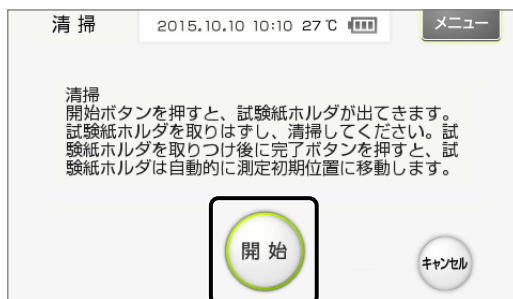 清掃 2015.10.10 10:10 27℃ メニュー
清掃
開始ボタンを押すと、試験紙ホルダが出てきます。
試験紙ホルダを取りはずし、清掃してください。試
験紙ホルダを取りつけ後に完了ボタンを押すと、試
験紙ホルダは自動的に測定初期位置に移動します。
開始
キャンセル